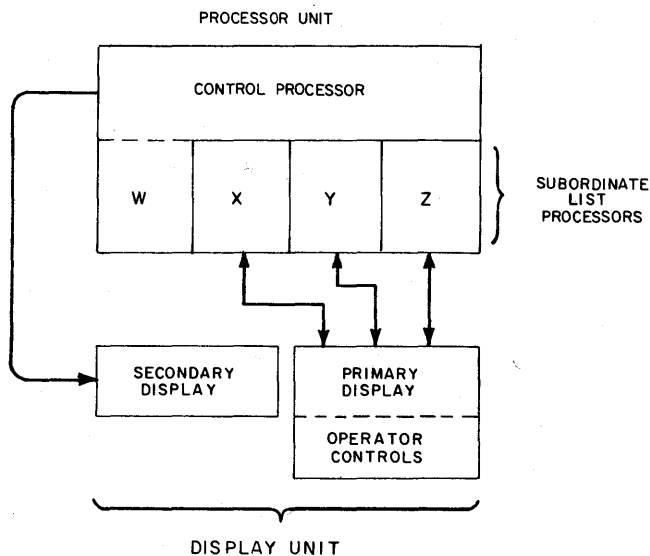 PROCESSOR UNIT
CONTROL PROCESSOR
W
X
Y
Z
SUBORDINATE
LIST
PROCESSORS
SECONDARY
DISPLAY
PRIMARY
DISPLAY
OPERATOR
CONTROLS
DISPLAY UNIT